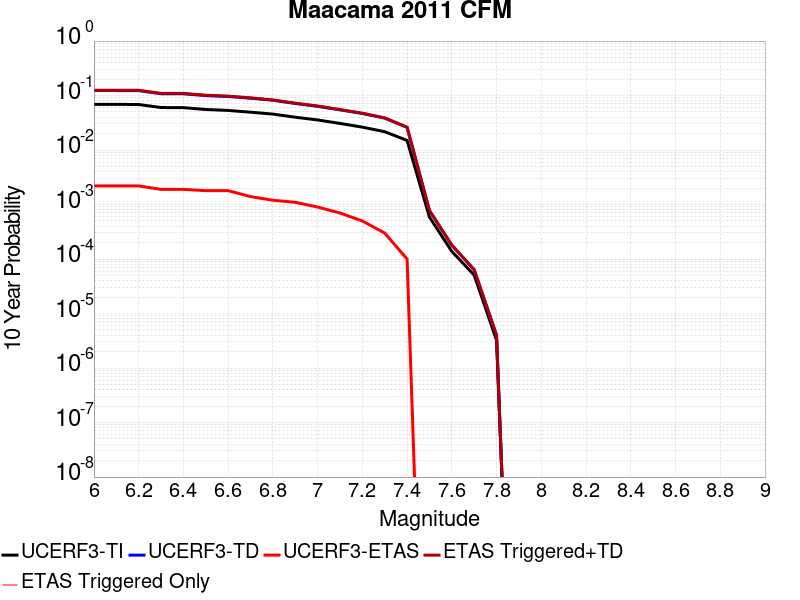 Maacama 2011 CFM
10^0
10^-1
10^-2
10^-3
10^-4
10^-5
10^-6
10^-7
10^-8
10 Year Probability
6 6.2 6.4 6.6 6.8 7 7.2 7.4 7.6 7.8 8 8.2 8.4 8.6 8.8 9
Magnitude
UCERF3-TI UCERF3-TD UCERF3-ETAS ETAS Triggered+TD
ETAS Triggered Only